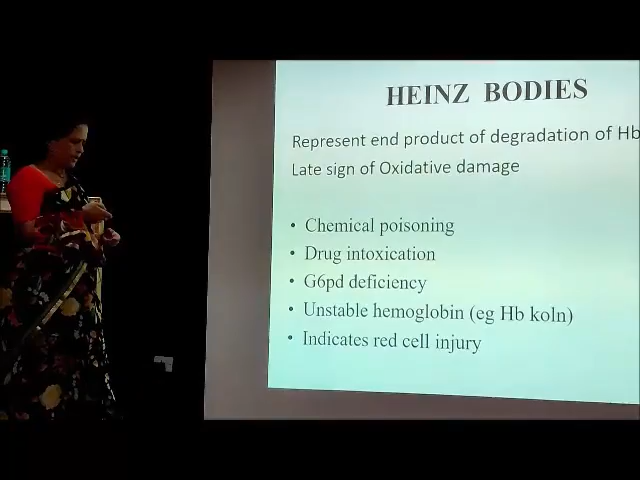 HEINZ BODIES
Represent end product of degradation of Hb
Late sign of Oxidative damage
• Chemical poisoning
• Drug intoxication
• G6pd deficiency
• Unstable hemoglobin (eg Hb koln)
• Indicates red cell injury